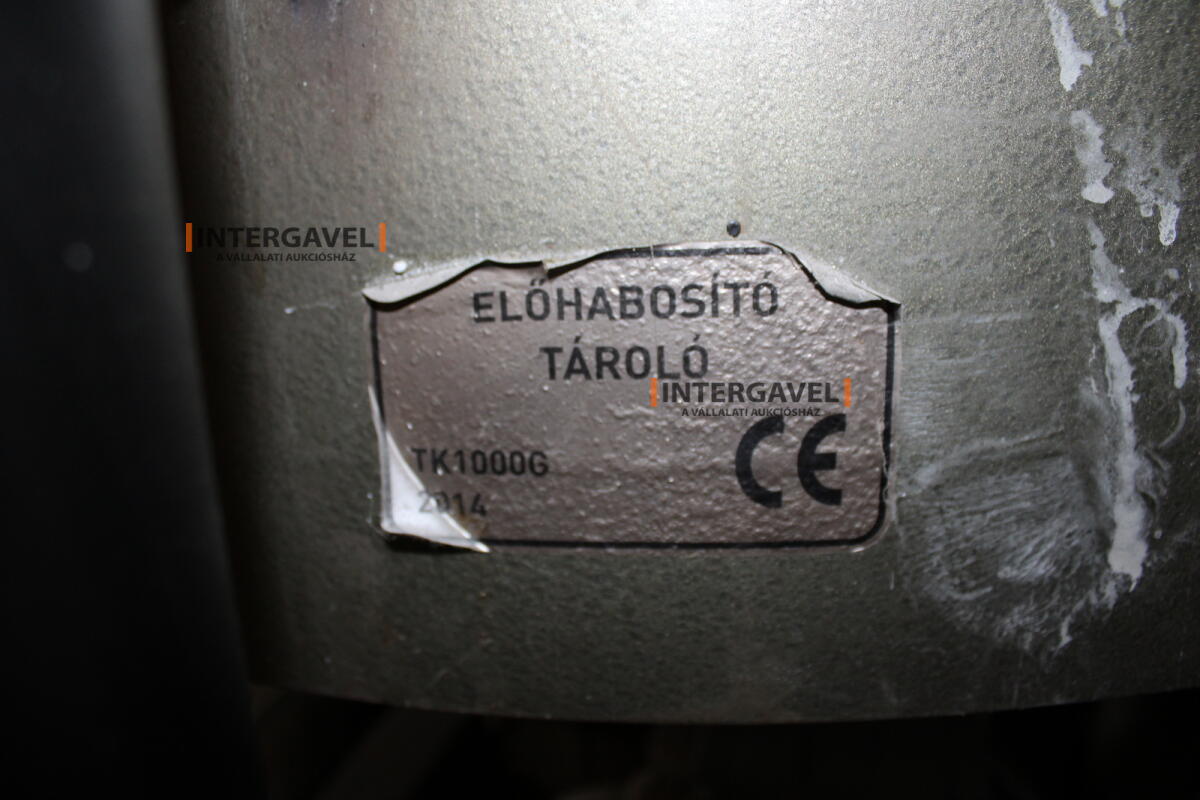 INTERGAVEL
A VÁLLALATI AUKCIÓSHÁZ
ELŐHABOSÍTÓ
TÁROLÓ
INTERGAVEL
A VÁLLALATI AUKCIÓSHÁZ
TK1000G
CE
2014